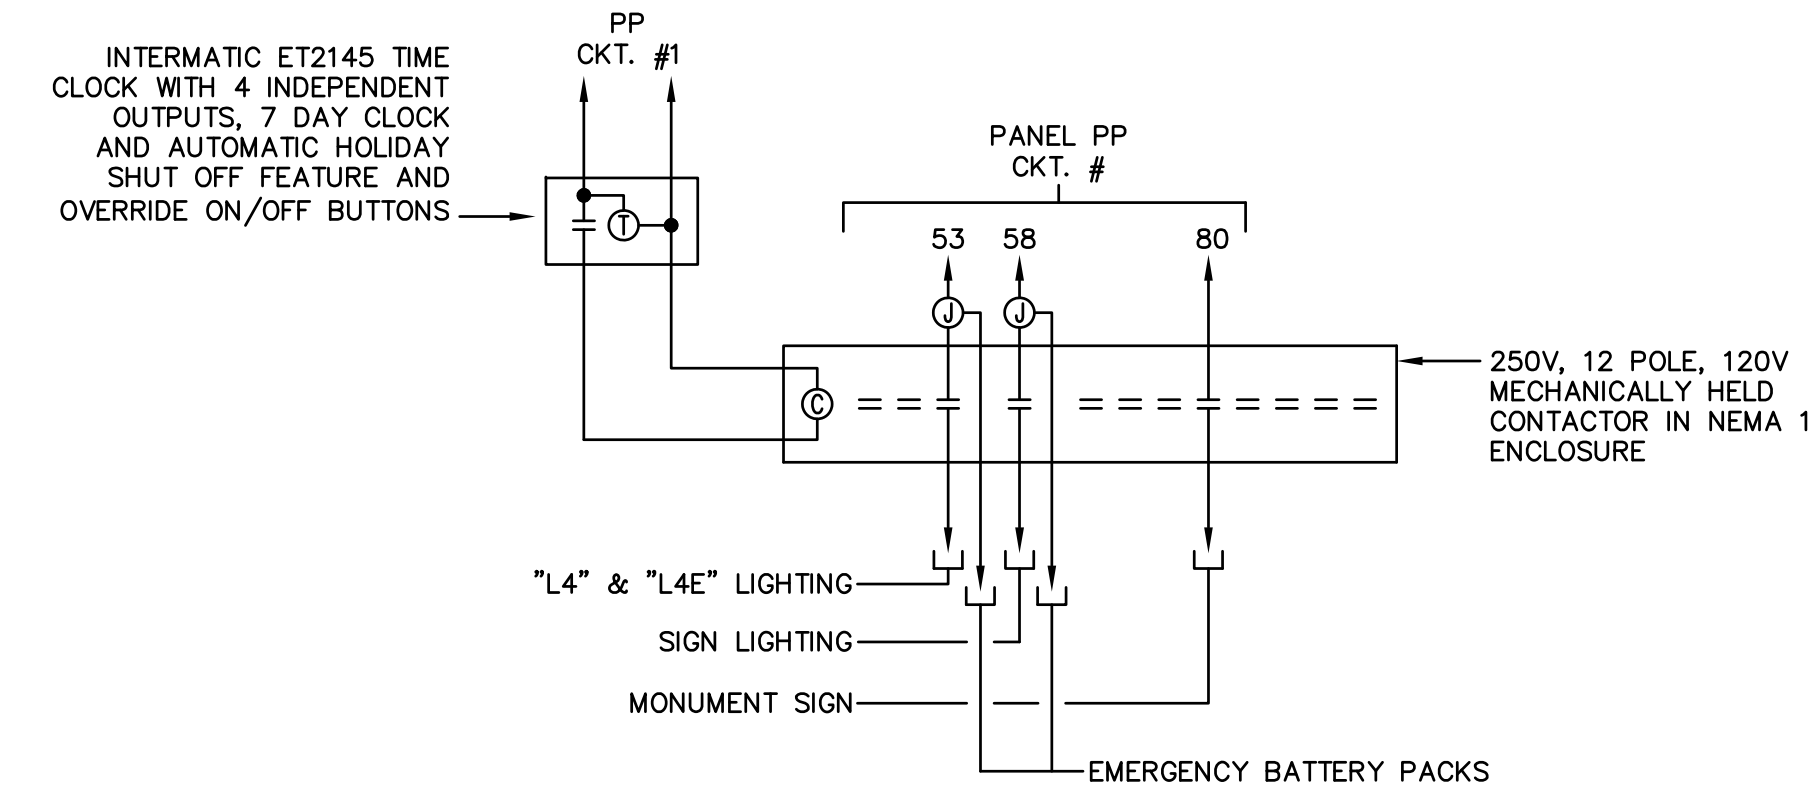 PP
CKT. #1
INTERMATIC ET2145 TIME
CLOCK WITH 4 INDEPENDENT
OUTPUTS, 7 DAY CLOCK
AND AUTOMATIC HOLIDAY
SHUT OFF FEATURE AND
OVERRIDE ON/OFF BUTTONS
T
PANEL PP
CKT. #
53 58 80
J J
C
250V, 12 POLE, 120V
MECHANICALLY HELD
CONTACTOR IN NEMA 1
ENCLOSURE
"L4" & "L4E" LIGHTING
SIGN LIGHTING
MONUMENT SIGN
EMERGENCY BATTERY PACKS